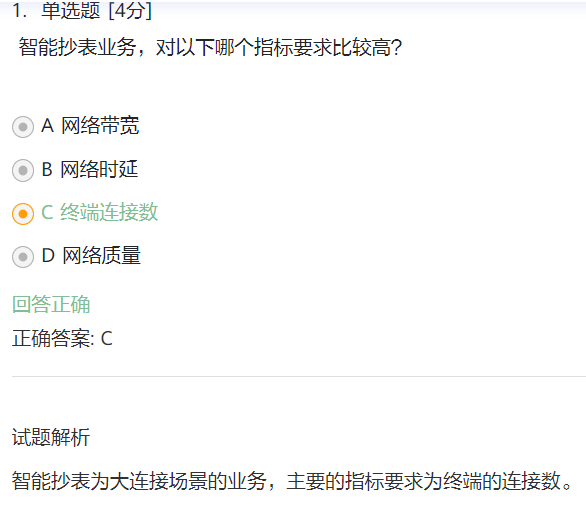 1. 单选题 [4分]
智能抄表业务，对以下哪个指标要求比较高?
A 网络带宽
B 网络时延
C 终端连接数
D 网络质量
回答正确
正确答案: C
试题解析
智能抄表为大连接场景的业务，主要的指标要求为终端的连接数。